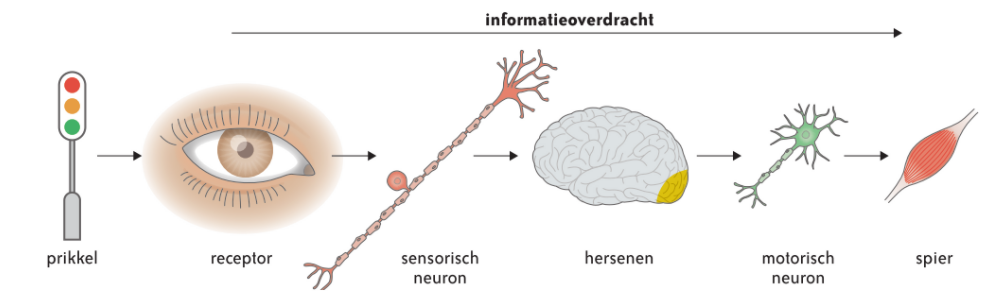 informatieoverdracht
prikkel
receptor
sensorisch
neuron
hersenen
motorisch
neuron
spier